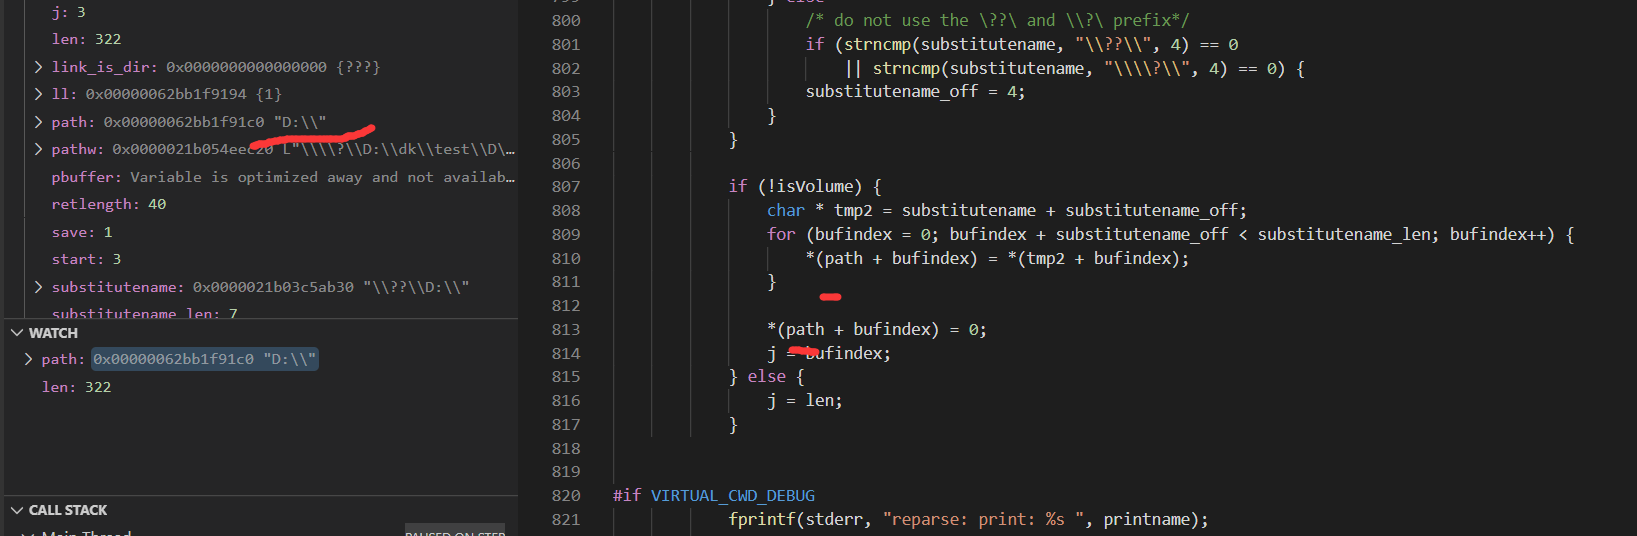 j: 3
len: 322
link_is_dir: 0x0000000000000000 {???}
ll: 0x00000062bb1f9194 {1}
path: 0x00000062bb1f91c0 "D:\\"
pathw: 0x0000021b054eec20 L"\\\\?\\D:\\dk\\test\\D\…
pbuffer: Variable is optimized away and not availab…
retlength: 40
save: 1
start: 3
substitutename: 0x0000021b03c5ab30 "\\??\\D:\\"
substitutename_len: 7
WATCH
path: 0x00000062bb1f91c0 "D:\\"
len: 322
CALL STACK
Main Thread
PAUSED ON STEP
799 } else
800 /* do not use the \??\ and \\?\ prefix*/
801 if (strncmp(substitutename, "\\??\\", 4) == 0
802 || strncmp(substitutename, "\\\\?\\", 4) == 0) {
803 substitutename_off = 4;
804 }
805 }
806
807 if (!isVolume) {
808 char * tmp2 = substitutename + substitutename_off;
809 for (bufindex = 0; bufindex + substitutename_off < substitutename_len; bufindex++) {
810 *(path + bufindex) = *(tmp2 + bufindex);
811 }
812
813 *(path + bufindex) = 0;
814 j = bufindex;
815 } else {
816 j = len;
817 }
818
819
820 #if VIRTUAL_CWD_DEBUG
821 fprintf(stderr, "reparse: print: %s ", printname);